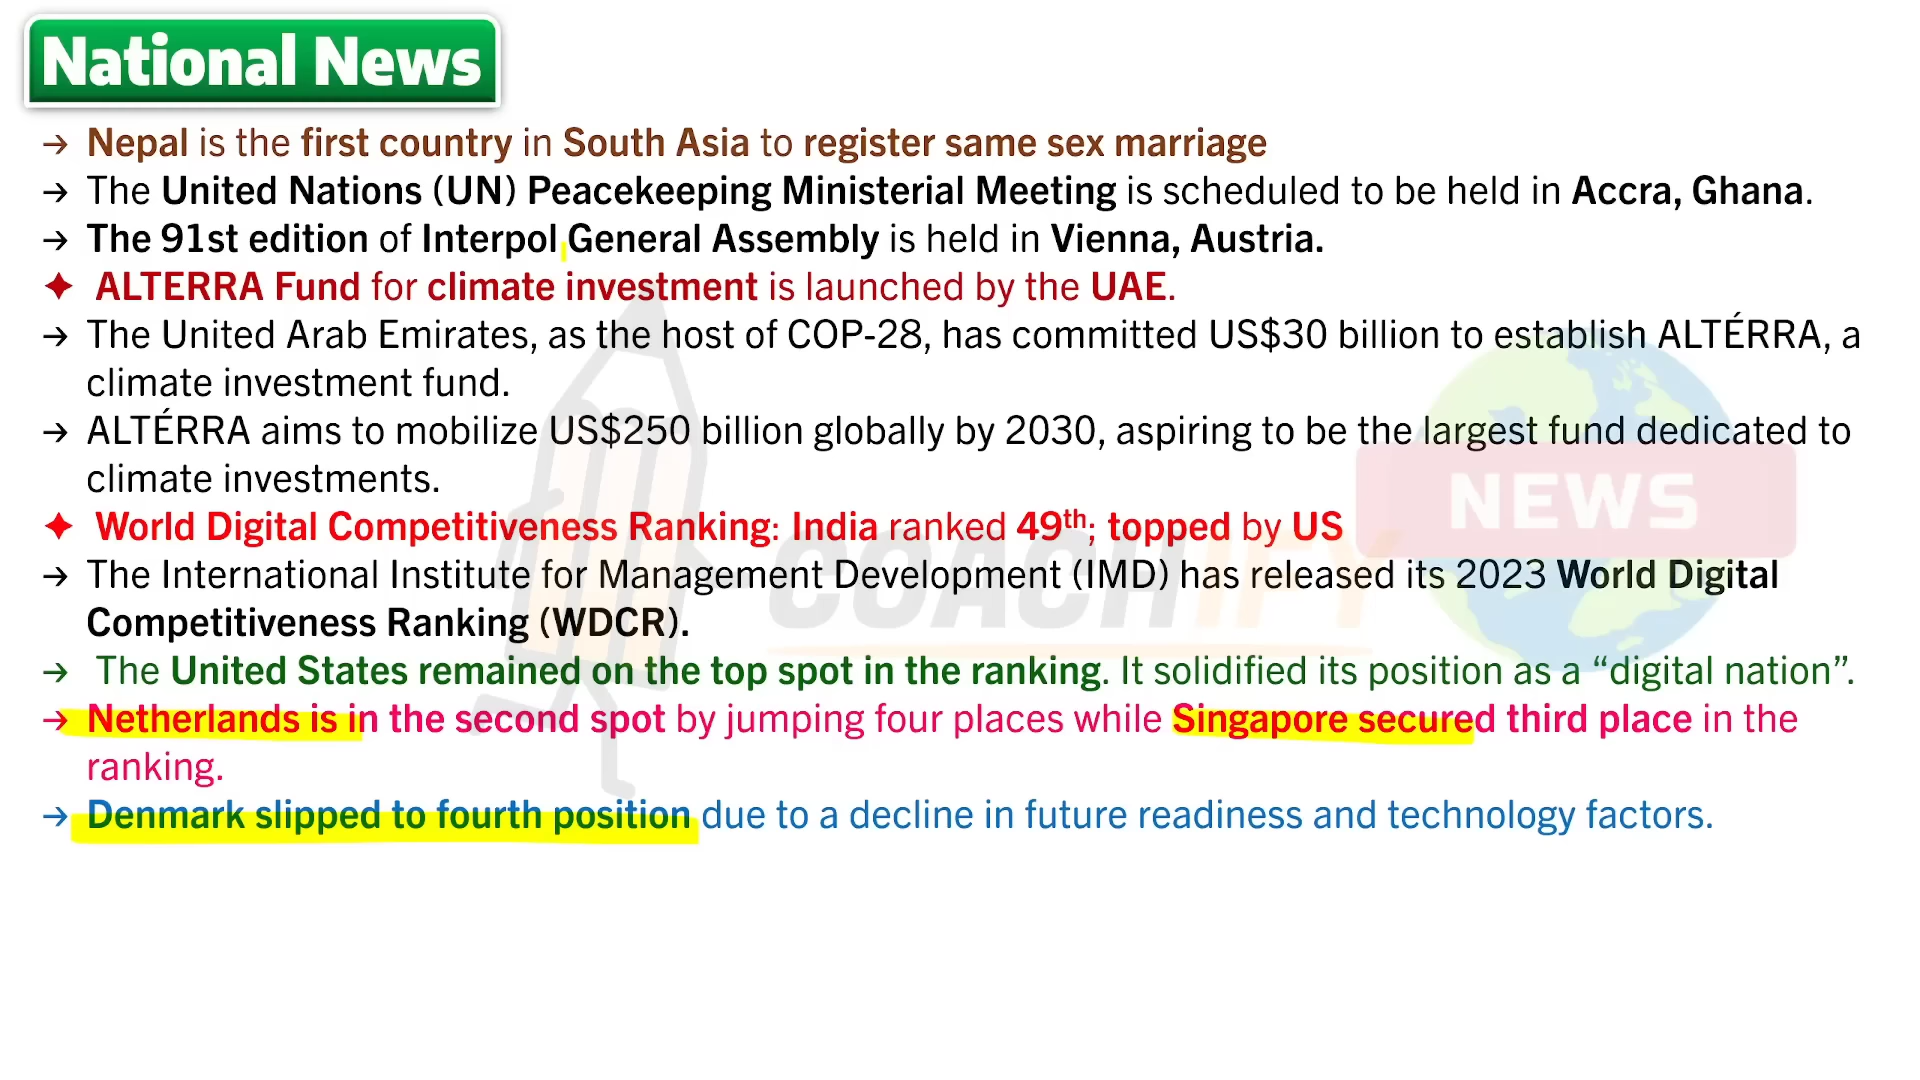 National News
→ Nepal is the first country in South Asia to register same sex marriage
→ The United Nations (UN) Peacekeeping Ministerial Meeting is scheduled to be held in Accra, Ghana.
→ The 91st edition of Interpol General Assembly is held in Vienna, Austria.
✦ ALTERRA Fund for climate investment is launched by the UAE.
→ The United Arab Emirates, as the host of COP-28, has committed US$30 billion to establish ALTÉRRA, a
climate investment fund.
→ ALTÉRRA aims to mobilize US$250 billion globally by 2030, aspiring to be the largest fund dedicated to
climate investments.
NEWS
✦ World Digital Competitiveness Ranking: India ranked 49th; topped by US
→ The International Institute for Management Development (IMD) has released its 2023 World Digital
Competitiveness Ranking (WDCR).
COACHIFY
→ The United States remained on the top spot in the ranking. It solidified its position as a “digital nation”.
→ Netherlands is in the second spot by jumping four places while Singapore secured third place in the
ranking.
→ Denmark slipped to fourth position due to a decline in future readiness and technology factors.